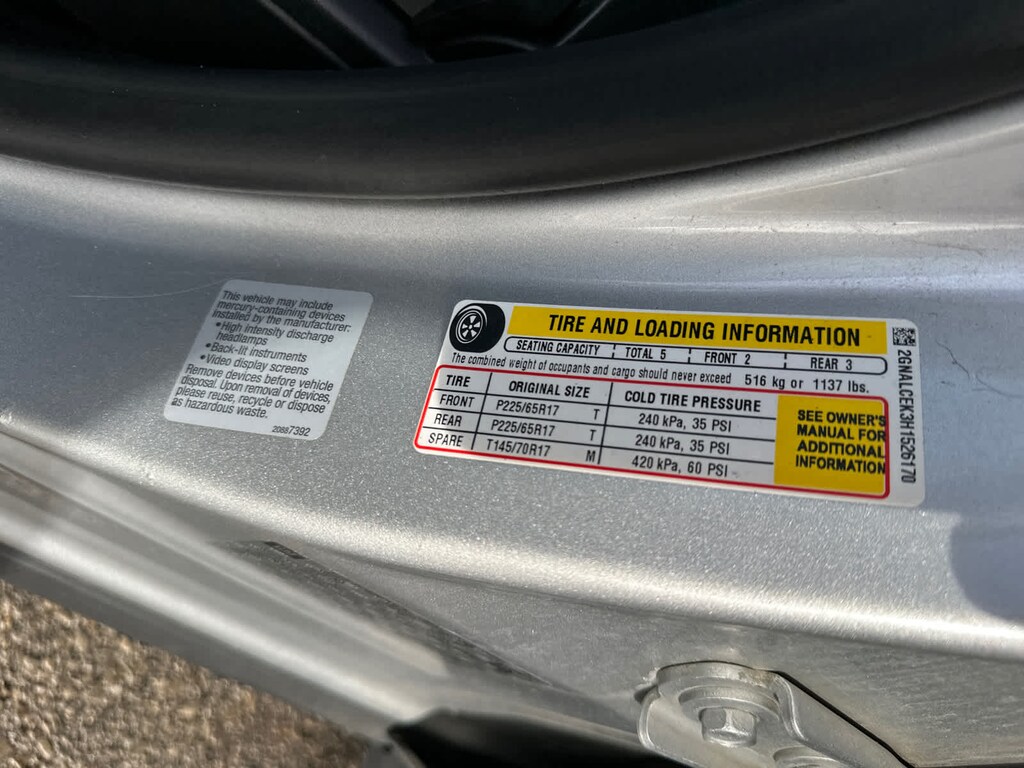 This vehicle may include
mercury-containing devices
installed by the manufacturer:
•High intensity discharge
headlamps
•Back-lit instruments
•Video display screens
Remove devices before vehicle
disposal. Upon removal of devices,
please reuse, recycle or dispose
as hazardous waste.
20887392
TIRE AND LOADING INFORMATION
SEATING CAPACITY TOTAL 5 FRONT 2 REAR 3
The combined weight of occupants and cargo should never exceed 516 kg or 1137 lbs.
TIRE ORIGINAL SIZE COLD TIRE PRESSURE
FRONT P225/65R17 T 240 kPa, 35 PSI
REAR P225/65R17 T 240 kPa, 35 PSI
SPARE T145/70R17 M 420 kPa, 60 PSI
SEE OWNER'S
MANUAL FOR
ADDITIONAL
INFORMATION
2GNALCEK3H1526170